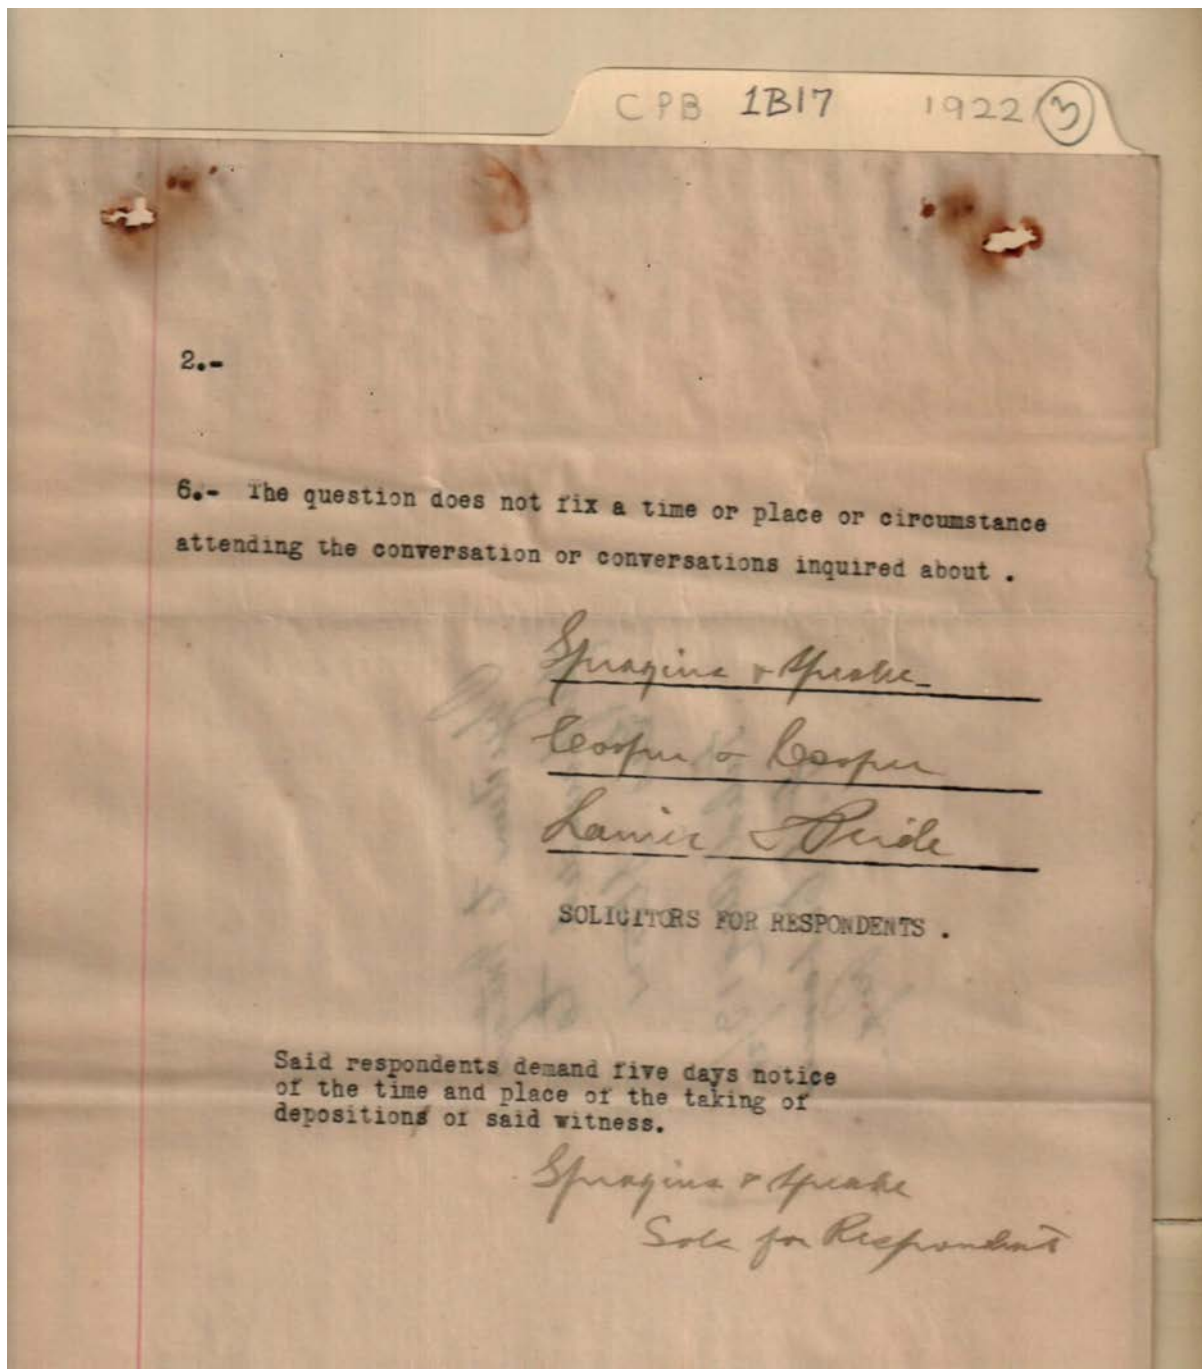 CPB 1B17 1922 3
2.-
6.- The question does not fix a time or place or circumstance
attending the conversation or conversations inquired about .
Spragins & Speake
Cooper & Cooper
Lanier & Pride
SOLICITORS FOR RESPONDENTS .
Said respondents demand five days notice
of the time and place of the taking of
depositions of said witness.
Spragins & Speake
Sols for Respondents